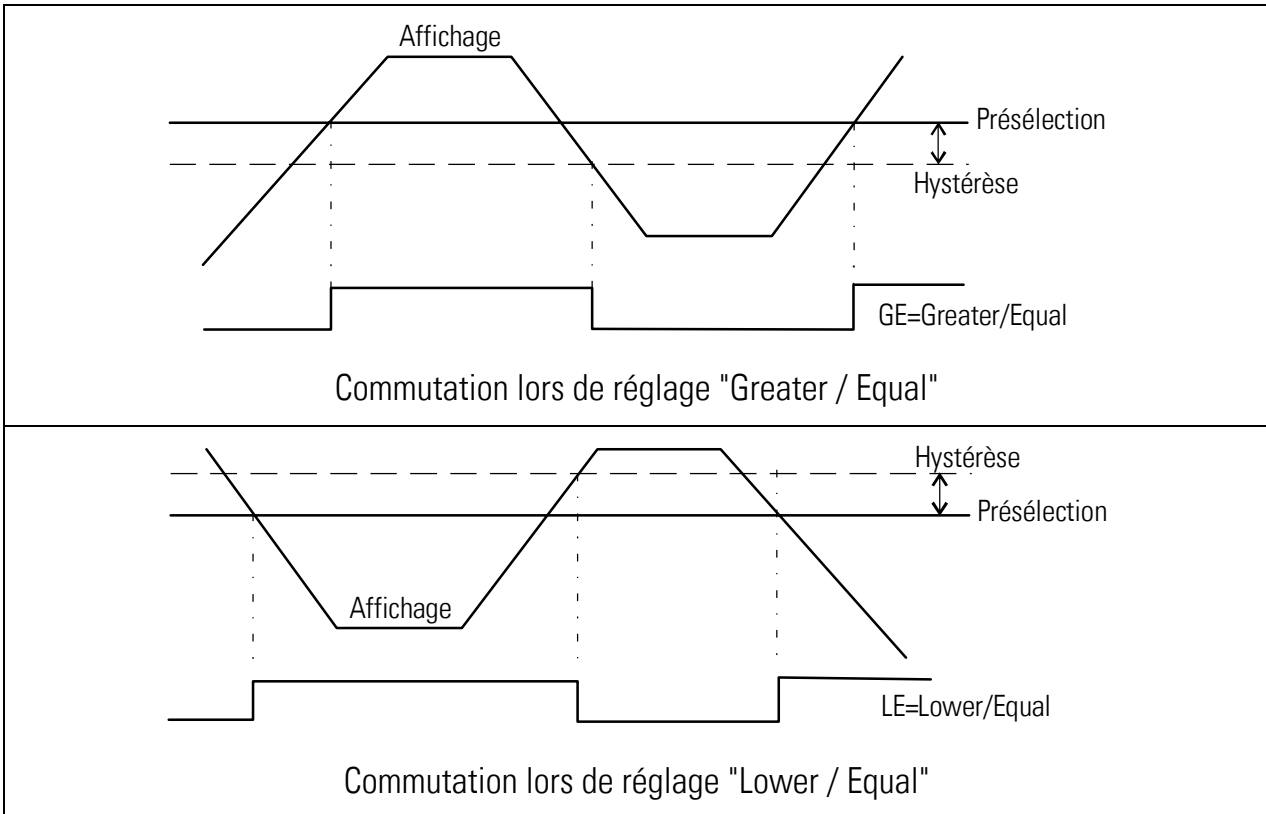 Affichage
Présélection
Hystérèse
GE=Greater/Equal
Commutation lors de réglage "Greater / Equal"
Hystérèse
Présélection
Affichage
LE=Lower/Equal
Commutation lors de réglage "Lower / Equal"